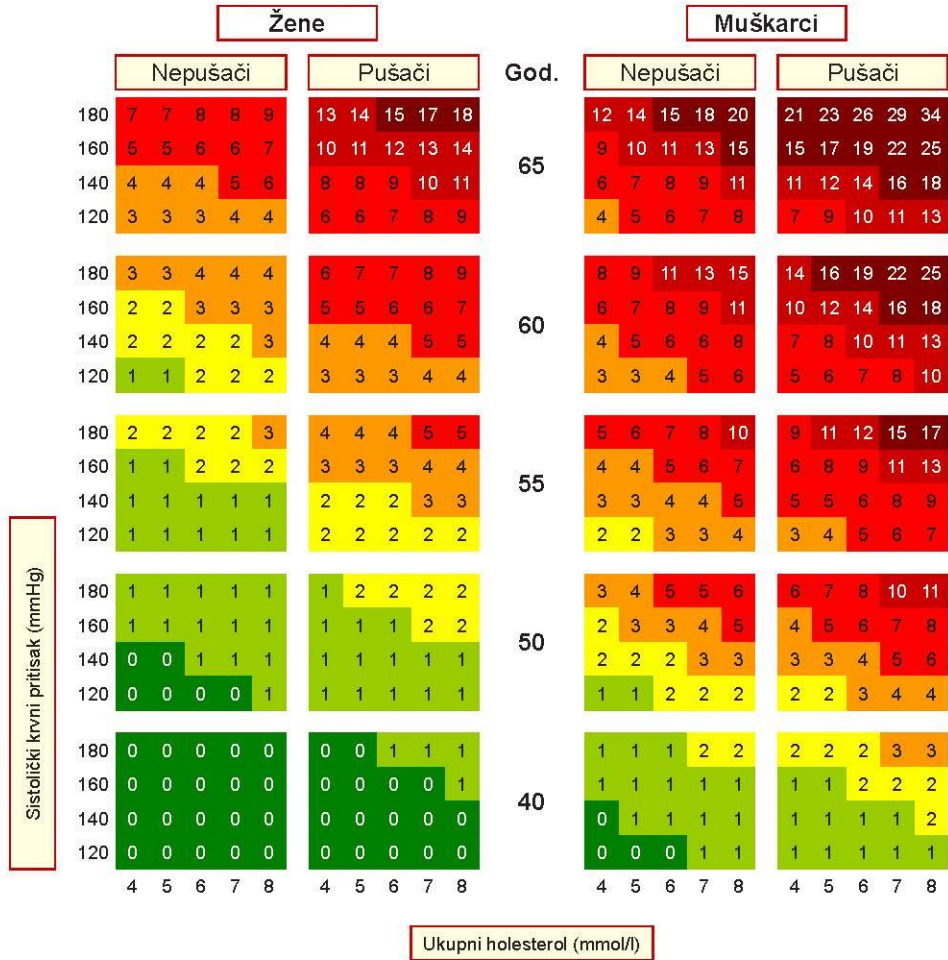 Žene Muškarci
Nepušači Pušači God. Nepušači Pušači
180 7 7 8 8 9 13 14 15 17 18 12 14 15 18 20 21 23 26 29 34
160 5 5 6 6 7 10 11 12 13 14 9 10 11 13 15 15 17 19 22 25
65
140 4 4 4 5 6 8 8 9 10 11 6 7 8 9 11 11 12 14 16 18
120 3 3 3 4 4 6 6 7 8 9 4 5 6 7 8 7 9 10 11 13
180 3 3 4 4 4 6 7 7 8 9 8 9 11 13 15 14 16 19 22 25
160 2 2 3 3 3 5 5 6 6 7 6 7 8 9 11 10 12 14 16 18
60
140 2 2 2 2 3 4 4 4 5 5 4 5 6 6 8 7 8 10 11 13
120 1 1 2 2 2 3 3 3 4 4 3 3 4 5 6 5 6 7 8 10
180 2 2 2 2 3 4 4 4 5 5 5 6 7 8 10 9 11 12 15 17
160 1 1 2 2 2 3 3 3 4 4 4 4 5 6 7 6 8 9 11 13
55
140 1 1 1 1 1 2 2 2 3 3 3 3 4 4 5 5 5 6 8 9
120 1 1 1 1 1 2 2 2 2 2 2 2 3 3 4 3 4 5 6 7
180 1 1 1 1 1 1 2 2 2 2 3 4 5 5 6 6 7 8 10 11
160 1 1 1 1 1 1 1 1 2 2 2 3 3 4 5 4 5 6 7 8
50
140 0 0 1 1 1 1 1 1 1 1 2 2 2 3 3 3 3 4 5 6
120 0 0 0 0 1 1 1 1 1 1 1 1 2 2 2 2 2 3 4 4
180 0 0 0 0 0 0 0 1 1 1 1 1 1 2 2 2 2 2 3 3
160 0 0 0 0 0 0 0 0 0 1 1 1 1 1 1 1 1 2 2 2
40
140 0 0 0 0 0 0 0 0 0 0 0 1 1 1 1 1 1 1 1 2
120 0 0 0 0 0 0 0 0 0 0 0 0 0 1 1 1 1 1 1 1
4 5 6 7 8 4 5 6 7 8 4 5 6 7 8 4 5 6 7 8
Sistolički krvni pritisak (mmHg)
Ukupni holesterol (mmol/l)